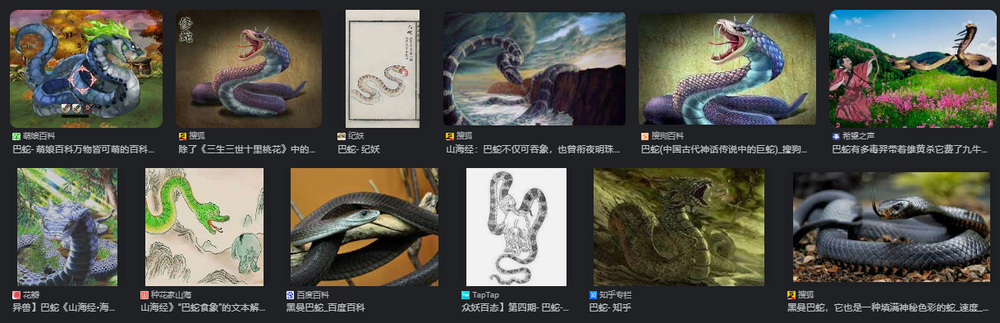 修
蛇
萌娘百科
巴蛇- 萌娘百科万物皆可萌的百科...
搜狐
除了《三生三世十里桃花》中的...
纪妖
巴蛇- 纪妖
搜狐
山海经：巴蛇不仅可吞象，也曾衔夜明珠...
搜狗百科
巴蛇(中国古代神话传说中的巨蛇)_搜狗...
希望之声
巴蛇有多毒羿带着雄黄杀它费了九牛...
花瓣
异兽】巴蛇《山海经·海...
种花家山海
山海经》“巴蛇食象”的文本解...
百度百科
黑曼巴蛇_百度百科
TapTap
众妖百态】第四期- 巴蛇-...
知乎专栏
巴蛇- 知乎
搜狐
黑曼巴蛇，它也是一种填满神秘色彩的蛇_速度_...